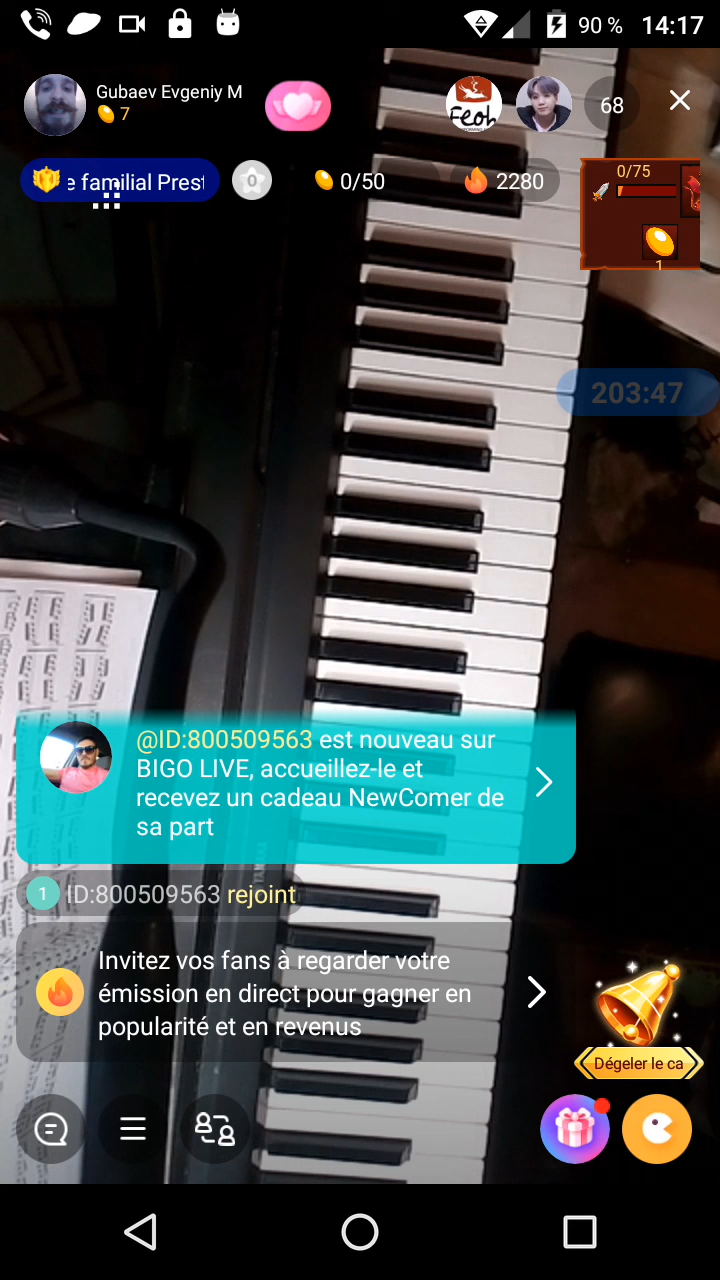 90 % 14:17
Gubaev Evgeniy M
7
Feoh
68
e familial Prest
0
0/50
2280
0/75
1
203:47
@ID:800509563 est nouveau sur
BIGO LIVE, accueillez-le et
recevez un cadeau NewComer de
sa part
YAMAHA
1 ID:800509563 rejoint
Invitez vos fans à regarder votre
émission en direct pour gagner en
popularité et en revenus
Dégeler le ca